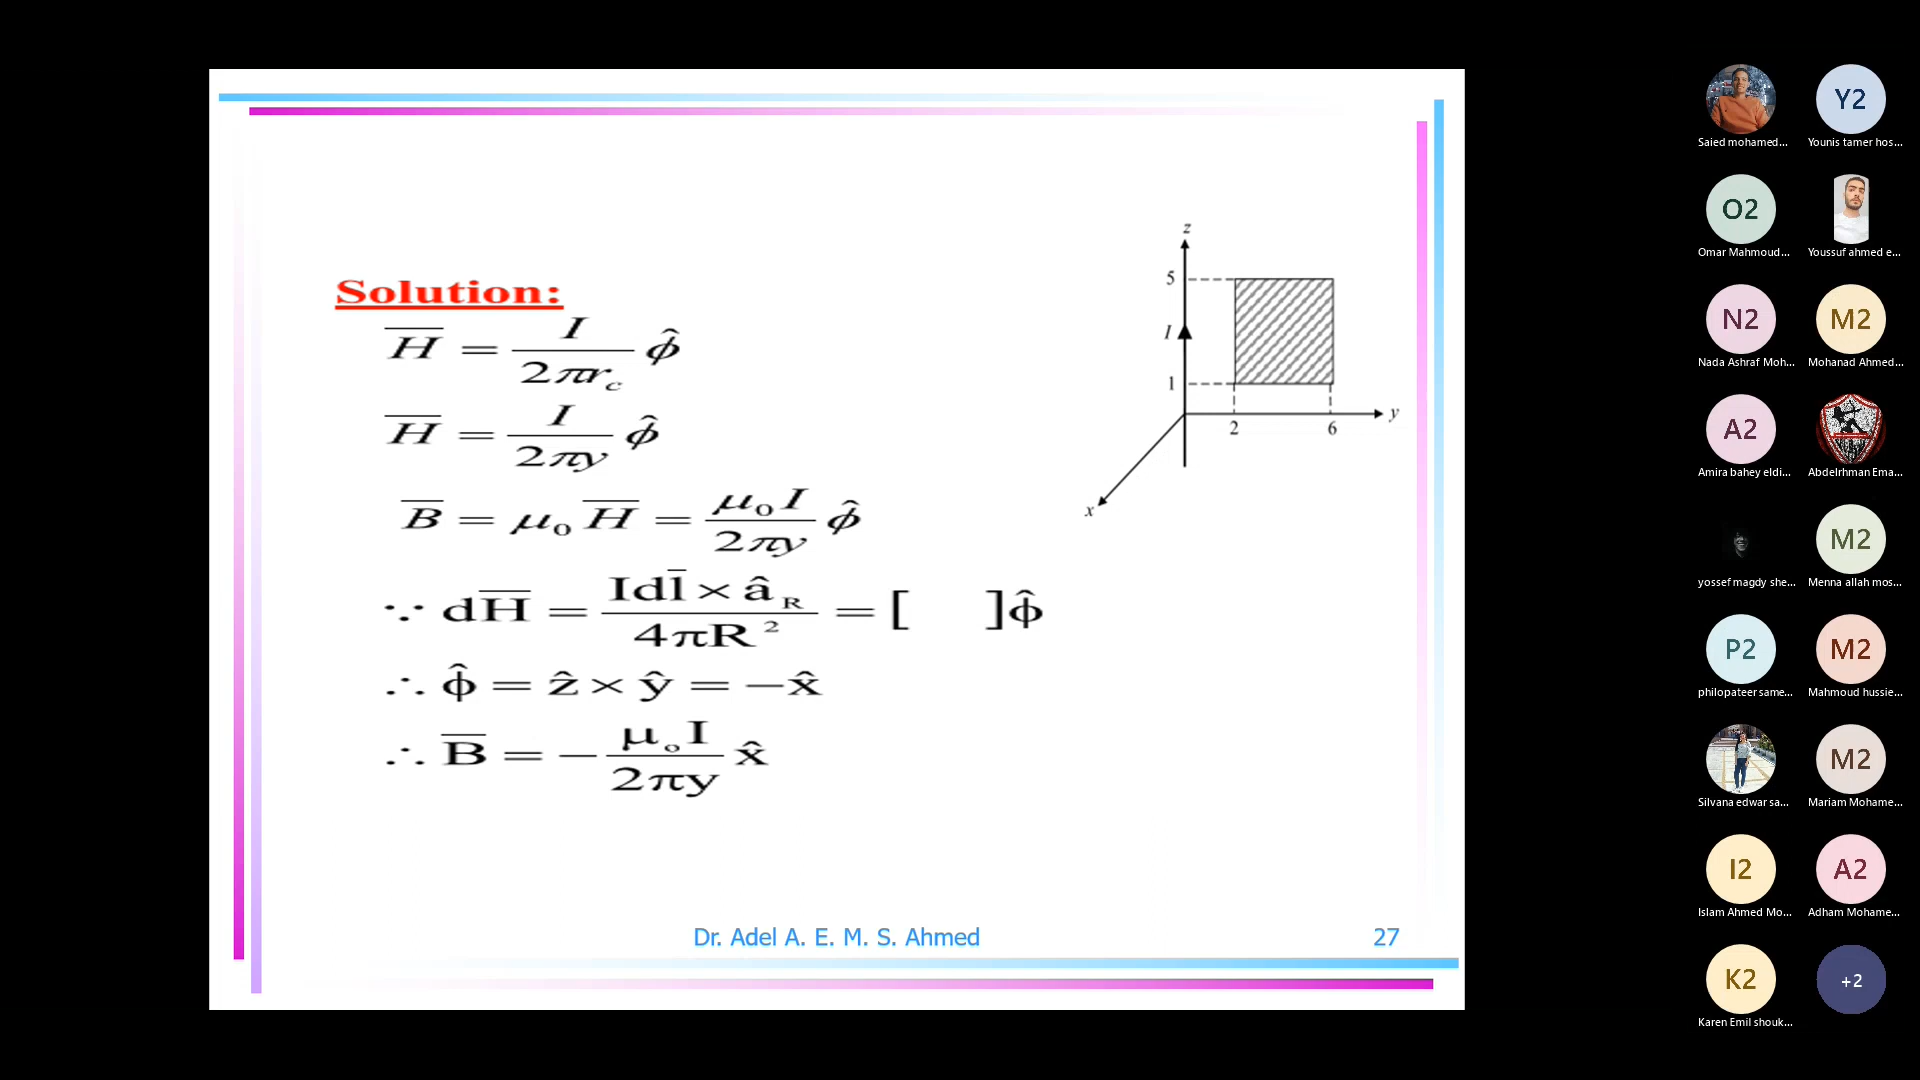 Solution:
H̅ = I / 2πr_c φ̂
H̅ = I / 2πy φ̂
B̅ = μ₀ H̅ = μ₀ I / 2πy φ̂
∵ dH̅ = Idl̅ × â_R / 4πR² = [ ]φ̂
∴ φ̂ = ẑ × ŷ = −x̂
∴ B̅ = − μ₀I / 2πy x̂
z
5
I
1
2
6
y
x
Dr. Adel A. E. M. S. Ahmed
27
Saied mohamed...
Y2
Younis tamer hos...
O2
Omar Mahmoud...
Youssuf ahmed e...
N2
Nada Ashraf Moh...
M2
Mohanad Ahmed...
A2
Amira bahey eldi...
Abdelrhman Ema...
yossef magdy she...
M2
Menna allah mos...
P2
philopateer same...
M2
Mahmoud hussie...
Silvana edwar sa...
M2
Mariam Mohame...
I2
Islam Ahmed Mo...
A2
Adham Mohame...
K2
Karen Emil shouk...
+2